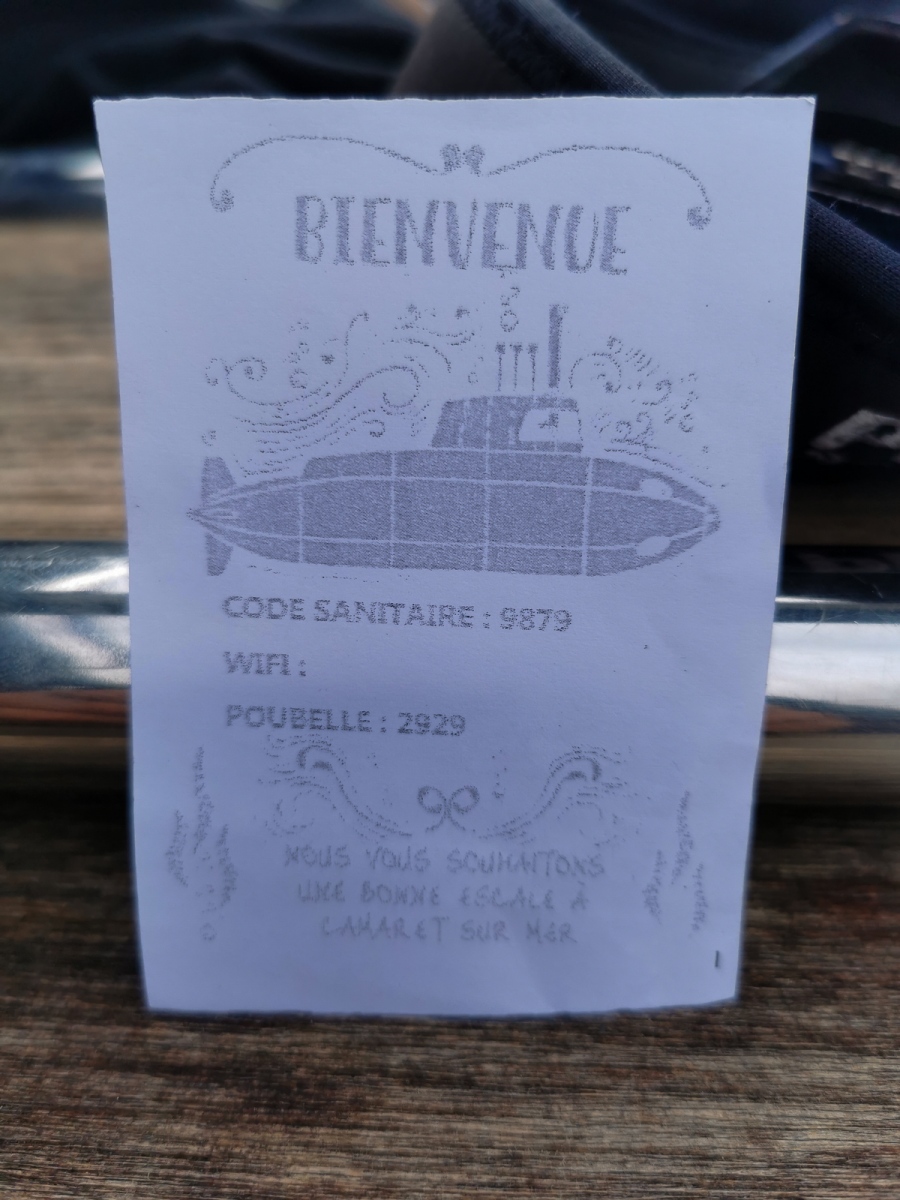 BIENVENUE
CODE SANITAIRE : 9879
WIFI :
POUBELLE : 2929
NOUS VOUS SOUHAITONS
UNE BONNE ESCALE À
CAMARET SUR MER